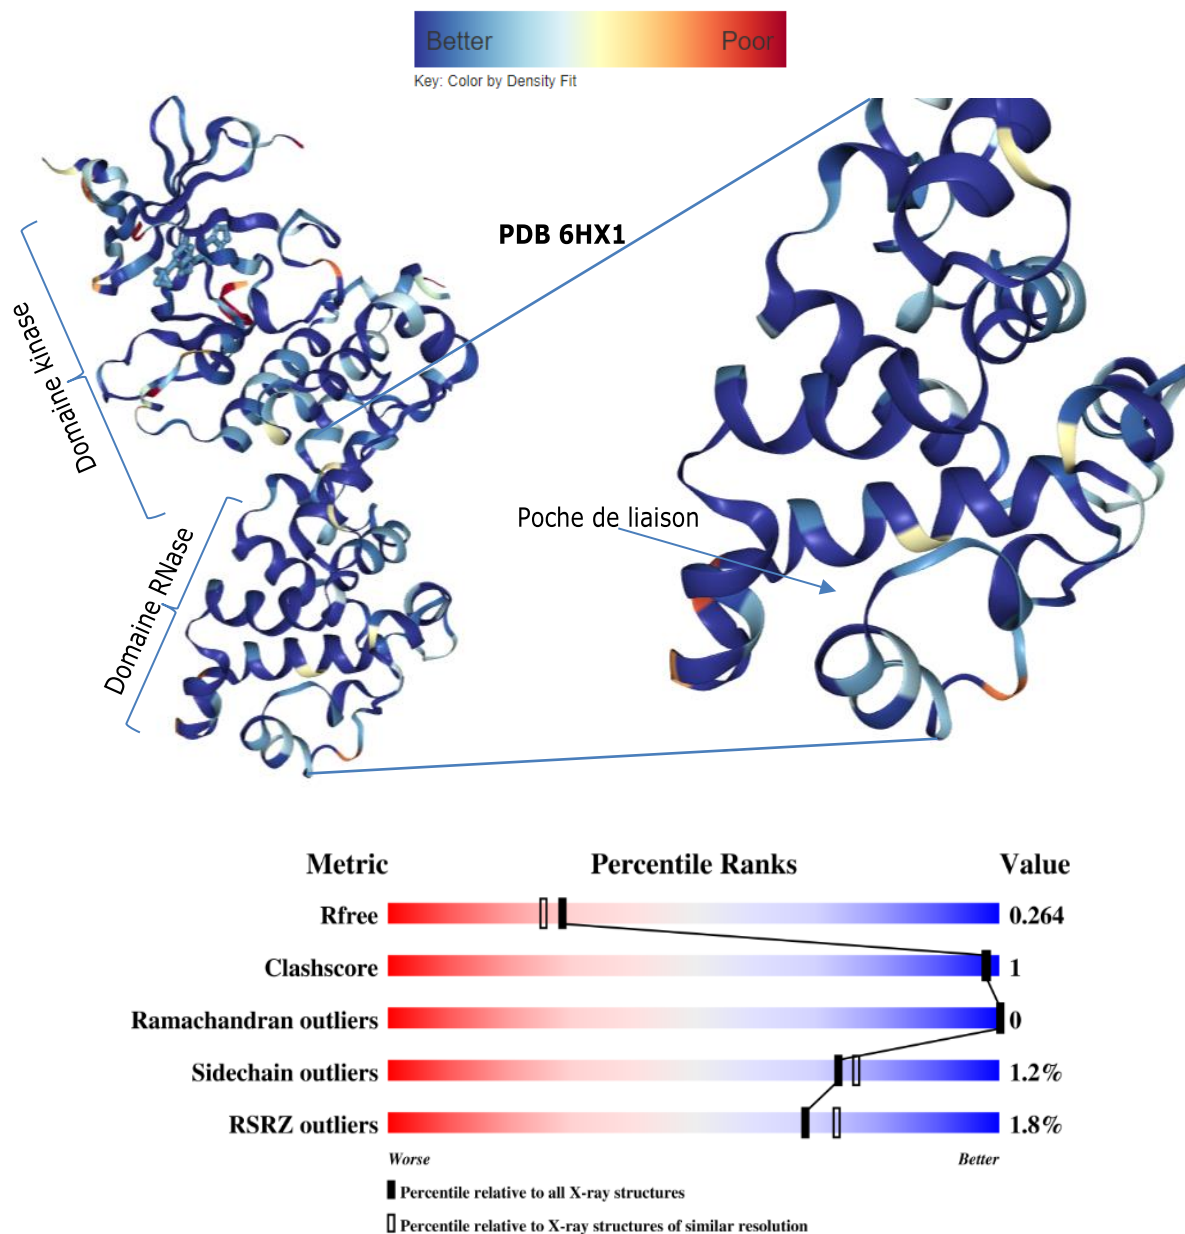 Better Poor
Key: Color by Density Fit
PDB 6HX1
Domaine kinase
Poche de liaison
Domaine RNase
Metric Percentile Ranks Value
Rfree 0.264
Clashscore 1
Ramachandran outliers 0
Sidechain outliers 1.2%
RSRZ outliers 1.8%
Worse Better
Percentile relative to all X-ray structures
Percentile relative to X-ray structures of similar resolution